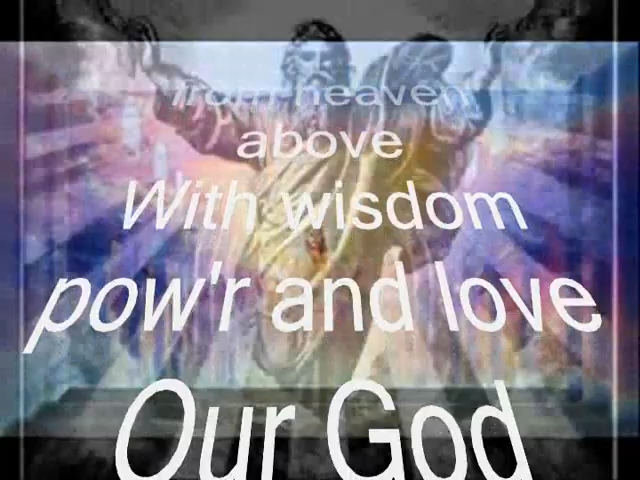 from heaven
above
With wisdom
pow'r and love
Our God